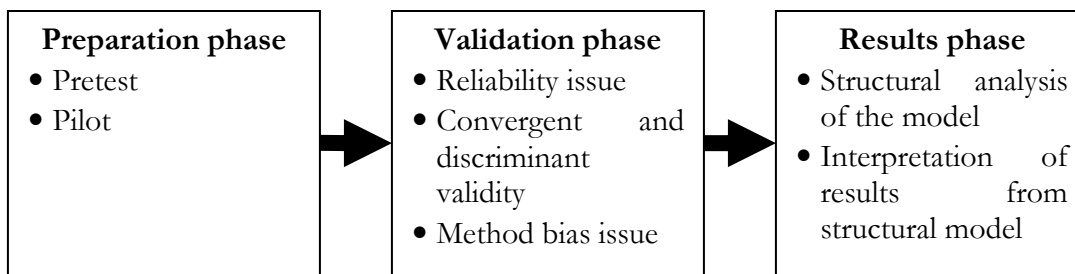 Preparation phase
• Pretest
• Pilot
Validation phase
• Reliability issue
• Convergent and
discriminant
validity
• Method bias issue
Results phase
• Structural analysis
of the model
• Interpretation of
results from
structural model